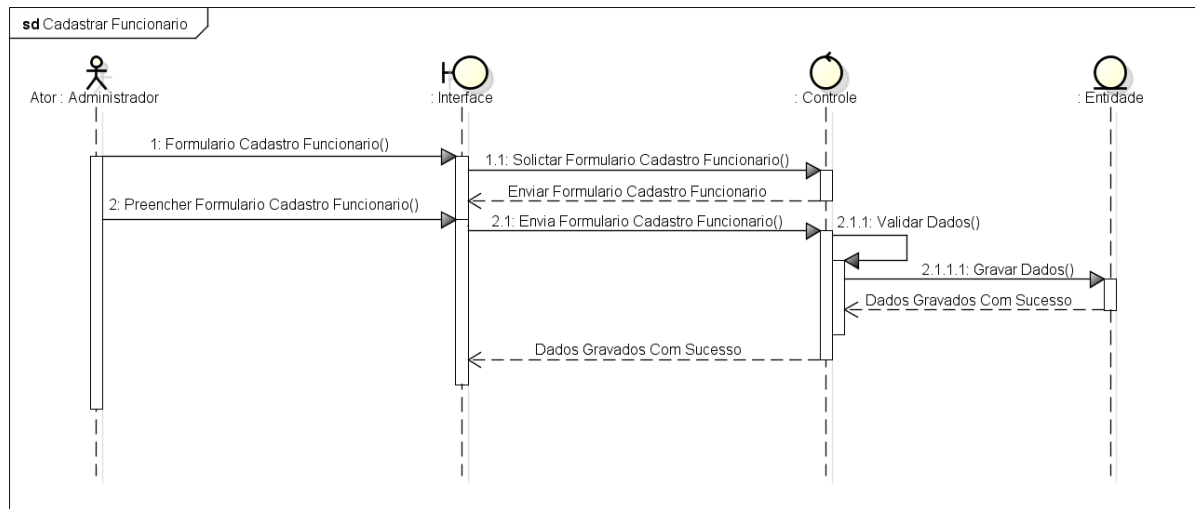 sd Cadastrar Funcionario
Ator : Administrador
: Interface
: Controle
: Entidade
1: Formulario Cadastro Funcionario()
1.1: Solictar Formulario Cadastro Funcionario()
Enviar Formulario Cadastro Funcionario
2: Preencher Formulario Cadastro Funcionario()
2.1: Envia Formulario Cadastro Funcionario()
2.1.1: Validar Dados()
2.1.1.1: Gravar Dados()
Dados Gravados Com Sucesso
Dados Gravados Com Sucesso